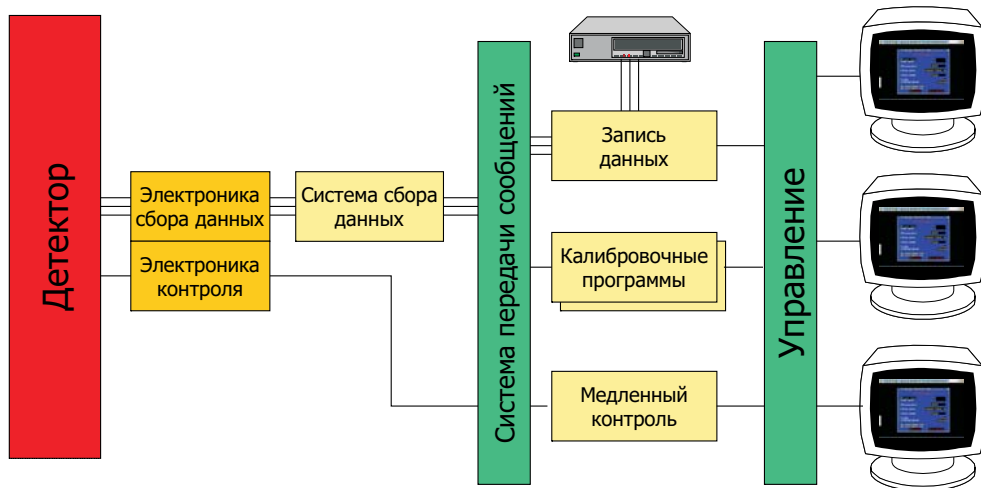 Детектор
Электроника
сбора данных
Электроника
контроля
Система сбора
данных
Система передачи сообщений
Запись
данных
Калибровочные
программы
Медленный
контроль
Управление